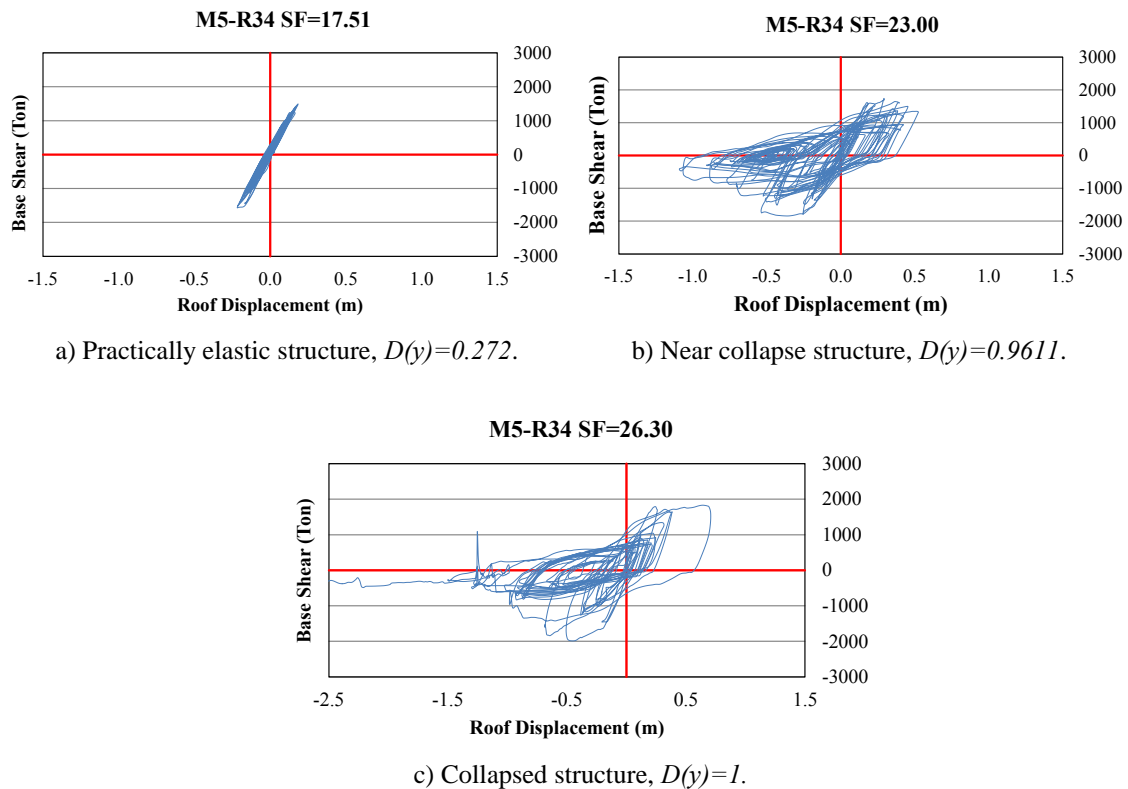 M5-R34 SF=17.51
3000
2000
1000
0
-1000
-2000
-3000
-1.5 -1.0 -0.5 0.0 0.5 1.0 1.5
Base Shear (Ton)
Roof Displacement (m)
a) Practically elastic structure, D(y)=0.272.
M5-R34 SF=23.00
3000
2000
1000
0
-1000
-2000
-3000
-1.5 -1.0 -0.5 0.0 0.5 1.0 1.5
Base Shear (Ton)
Roof Displacement (m)
b) Near collapse structure, D(y)=0.9611.
M5-R34 SF=26.30
3000
2000
1000
0
-1000
-2000
-3000
-2.5 -1.5 -0.5 0.5 1.5
Base Shear (Ton)
Roof Displacement (m)
c) Collapsed structure, D(y)=1.